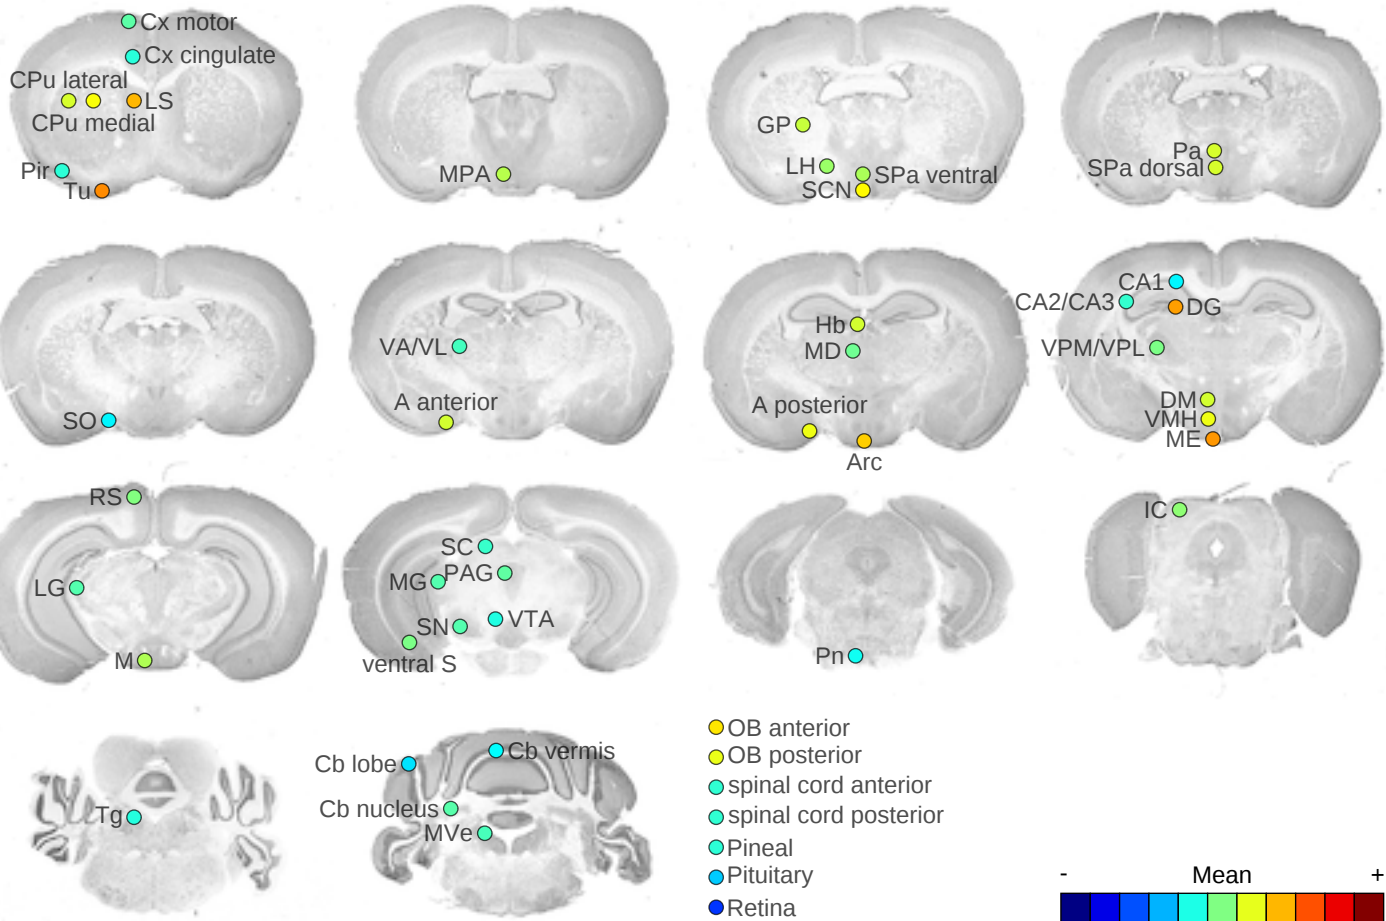 Cx motor
Cx cingulate
CPu lateral
LS
CPu medial
Pir
Tu
MPA
GP
LH
SPa ventral
SCN
Pa
SPa dorsal
SO
VA/VL
A anterior
Hb
MD
A posterior
Arc
CA1
CA2/CA3
DG
VPM/VPL
DM
VMH
ME
RS
LG
M
SC
MG
PAG
SN
VTA
ventral S
Pn
IC
Tg
Cb lobe
Cb vermis
Cb nucleus
MVe
OB anterior
OB posterior
spinal cord anterior
spinal cord posterior
Pineal
Pituitary
Retina
- Mean +